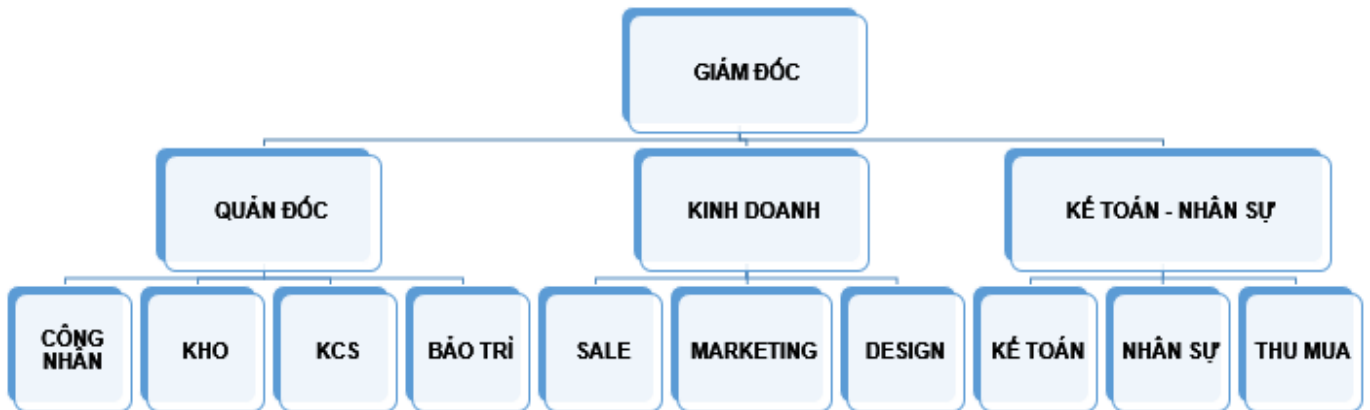 GIÁM ĐỐC
QUẢN ĐỐC
KINH DOANH
KẾ TOÁN - NHÂN SỰ
CÔNG
NHÂN
KHO
KCS
BẢO TRÌ
SALE
MARKETING
DESIGN
KẾ TOÁN
NHÂN SỰ
THU MUA